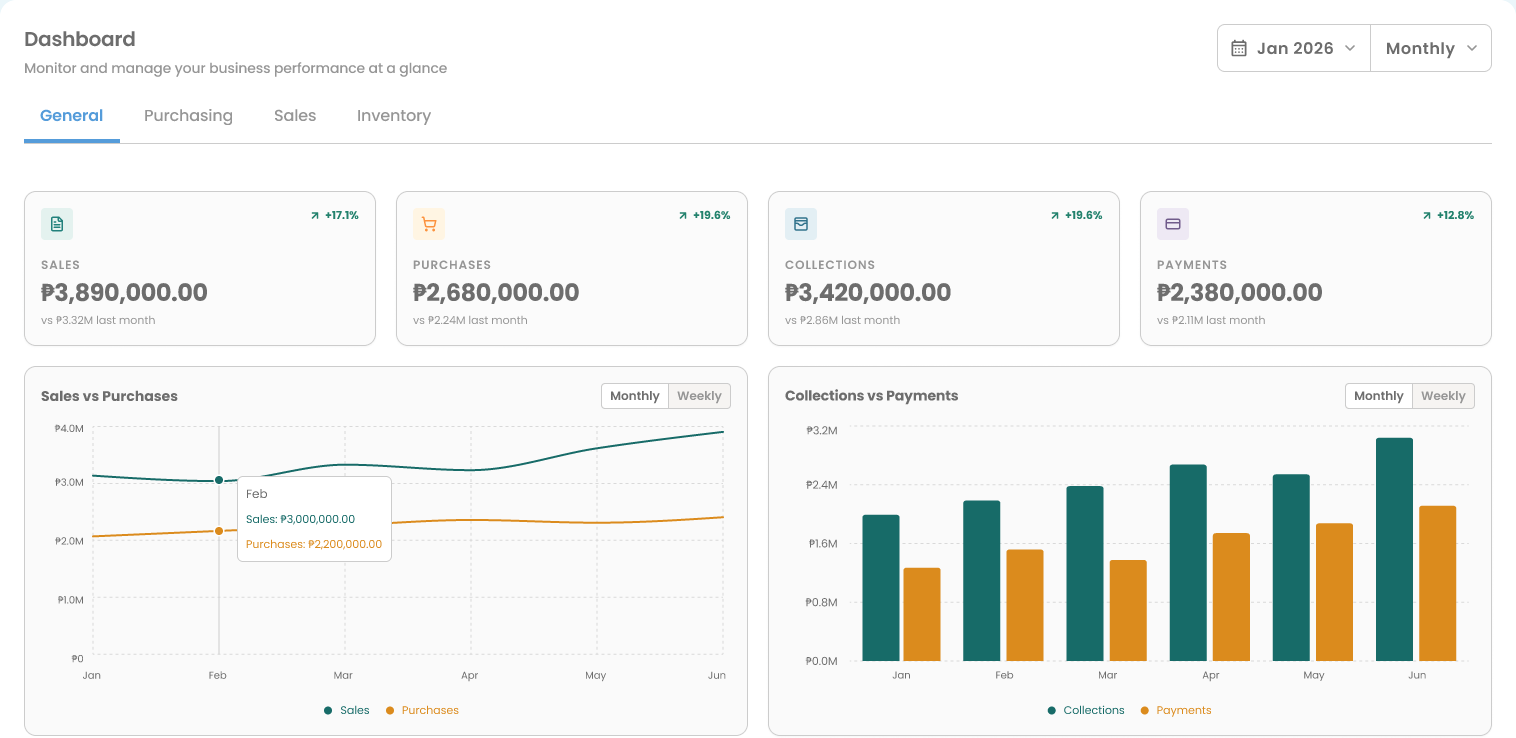 Dashboard
Monitor and manage your business performance at a glance
Jan 2026
Monthly
General
Purchasing
Sales
Inventory
+17.1%
SALES
₱3,890,000.00
vs ₱3.32M last month
+19.6%
PURCHASES
₱2,680,000.00
vs ₱2.24M last month
+19.6%
COLLECTIONS
₱3,420,000.00
vs ₱2.86M last month
+12.8%
PAYMENTS
₱2,380,000.00
vs ₱2.11M last month
Sales vs Purchases
Monthly
Weekly
₱4.0M
₱3.0M
₱2.0M
₱1.0M
₱0
Feb
Sales: ₱3,000,000.00
Purchases: ₱2,200,000.00
Jan
Feb
Mar
Apr
May
Jun
Sales
Purchases
Collections vs Payments
Monthly
Weekly
₱3.2M
₱2.4M
₱1.6M
₱0.8M
₱0.0M
Jan
Feb
Mar
Apr
May
Jun
Collections
Payments